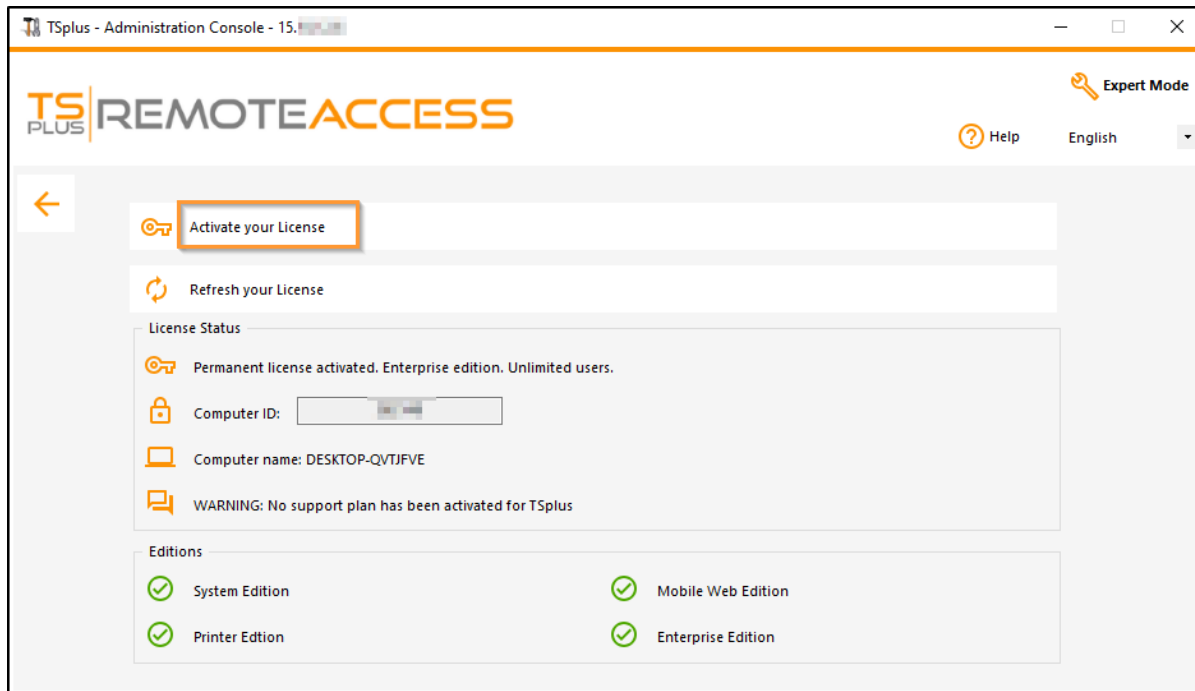 TSplus - Administration Console - 15.
Expert Mode
TS PLUS REMOTEACCESS
Help
English
Activate your License
Refresh your License
License Status
Permanent license activated. Enterprise edition. Unlimited users.
Computer ID:
Computer name: DESKTOP-QVTJFVE
WARNING: No support plan has been activated for TSplus
Editions
System Edition
Mobile Web Edition
Printer Edtion
Enterprise Edition